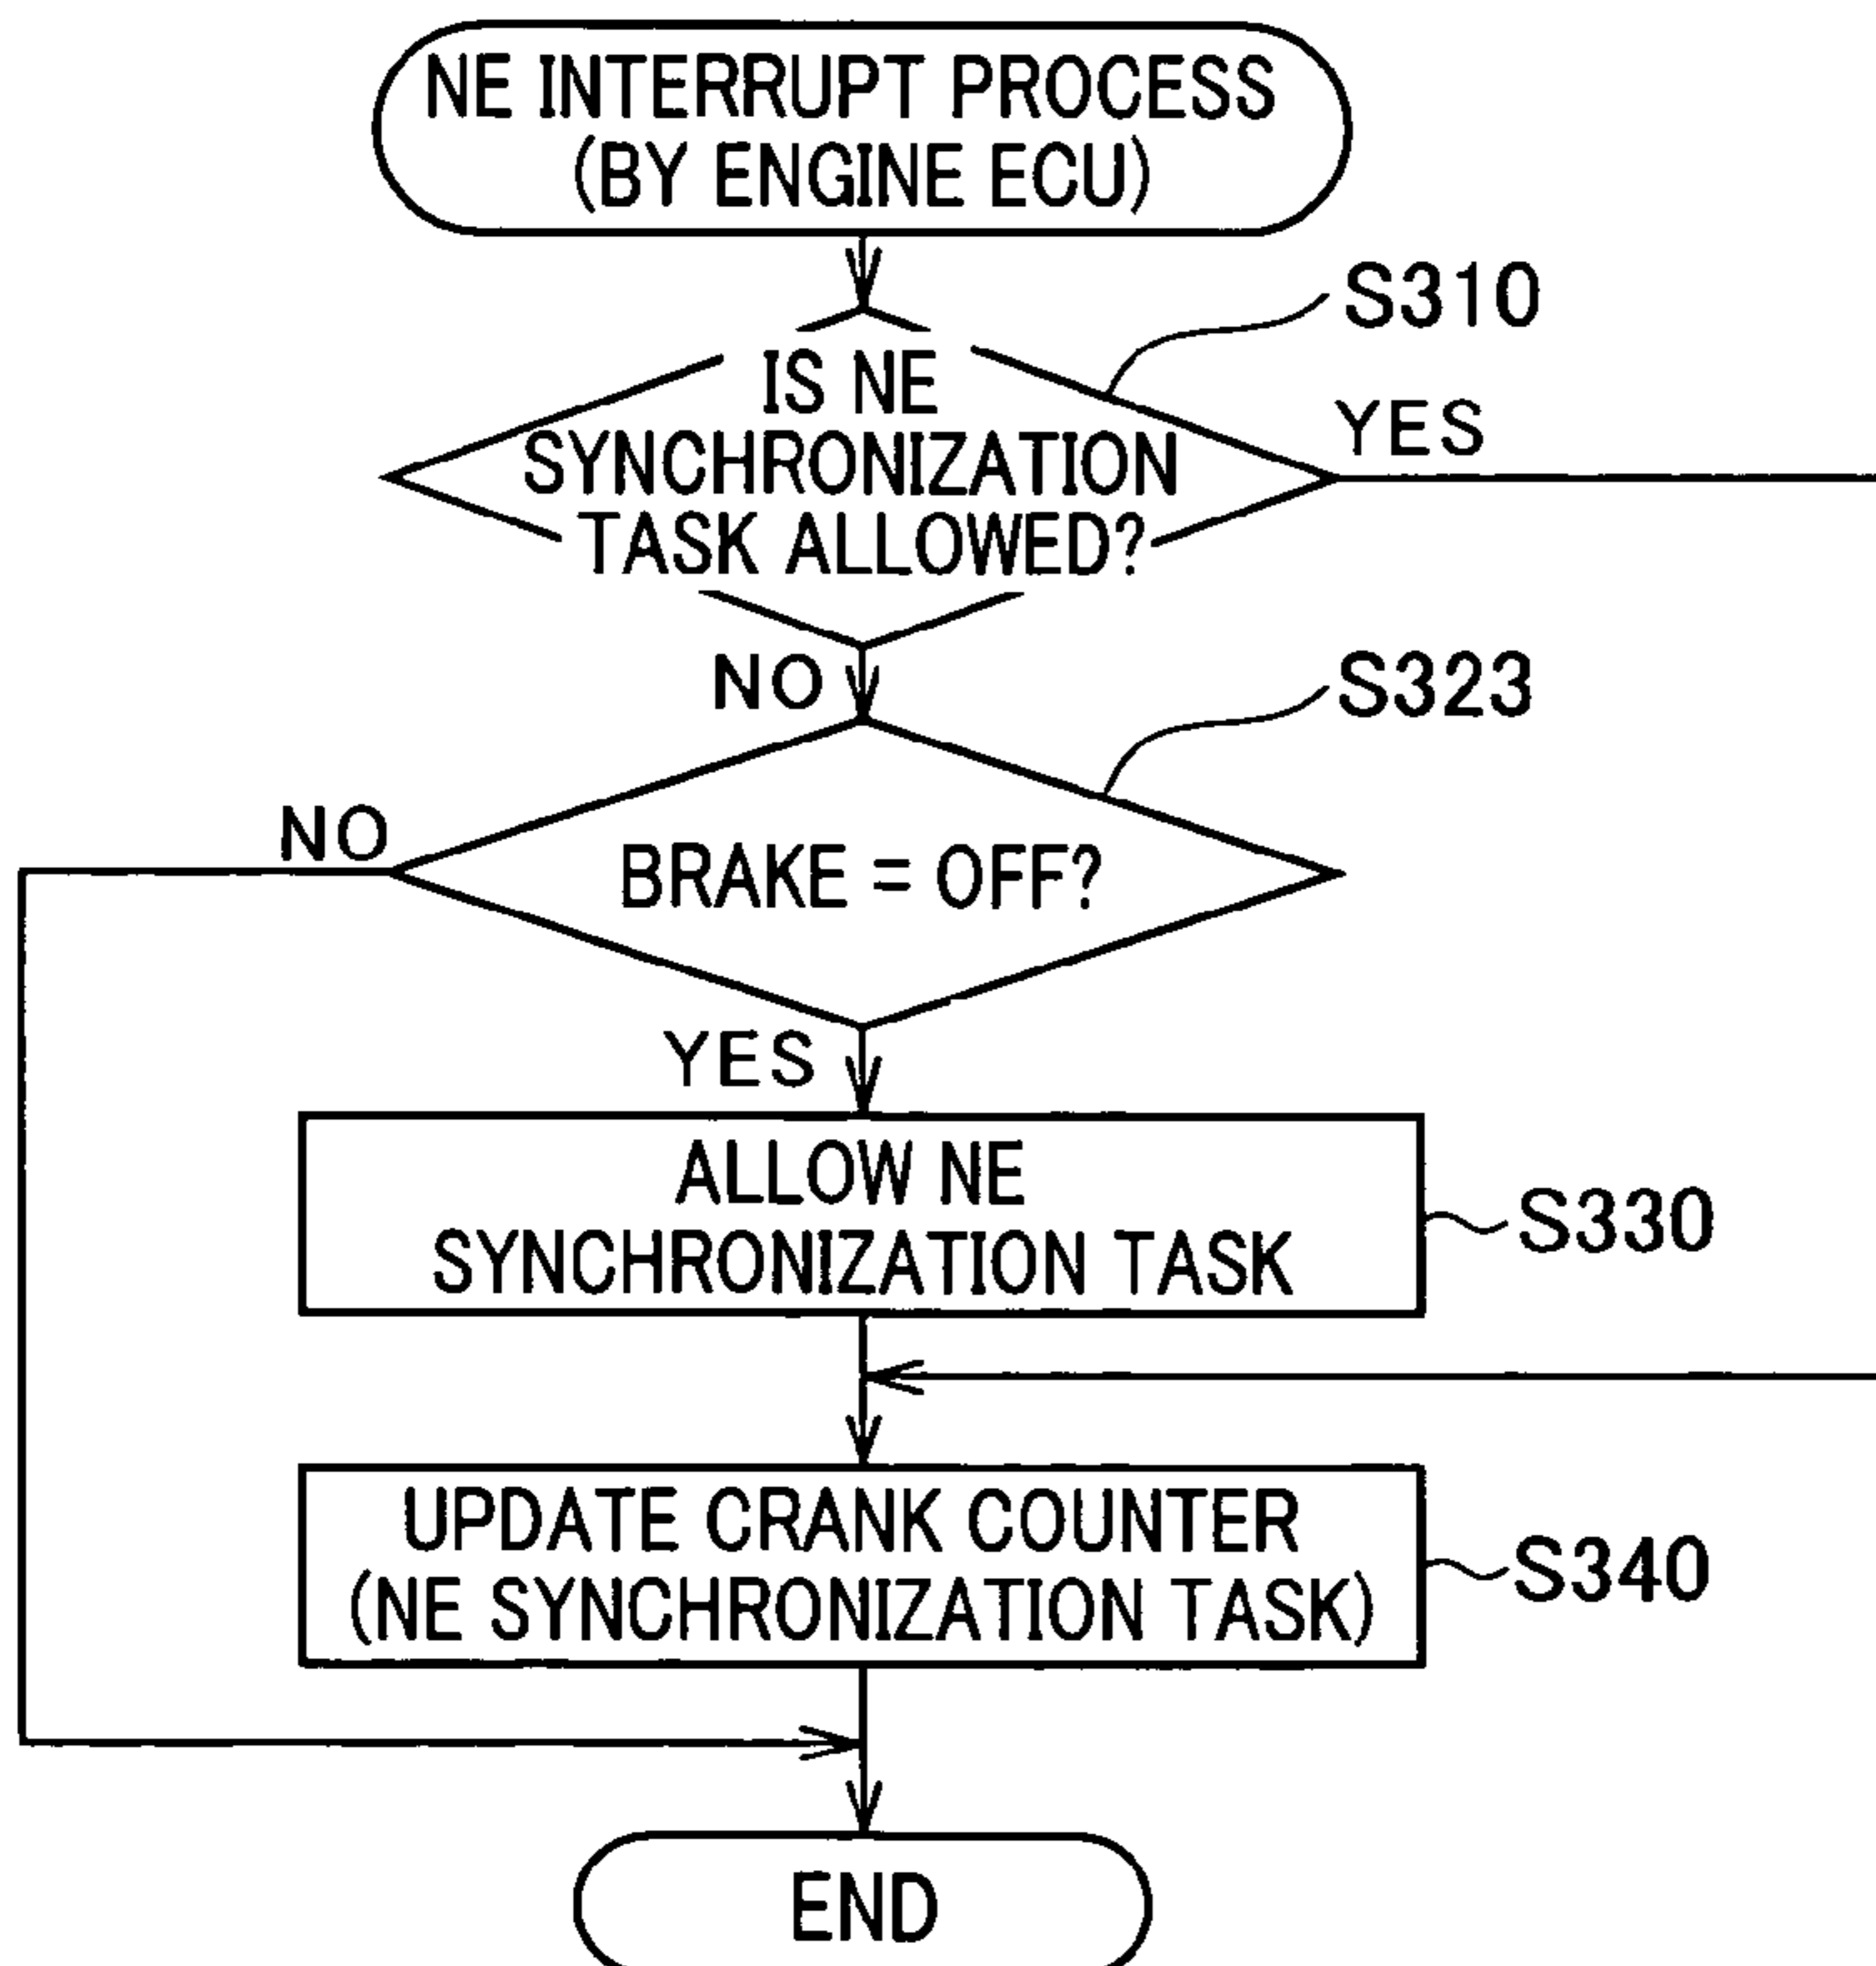 NE INTERRUPT PROCESS
(BY ENGINE ECU)
S310
IS NE
SYNCHRONIZATION
TASK ALLOWED?
YES
NO
S323
NO
BRAKE = OFF?
YES
ALLOW NE
SYNCHRONIZATION TASK
S330
UPDATE CRANK COUNTER
(NE SYNCHRONIZATION TASK)
S340
END